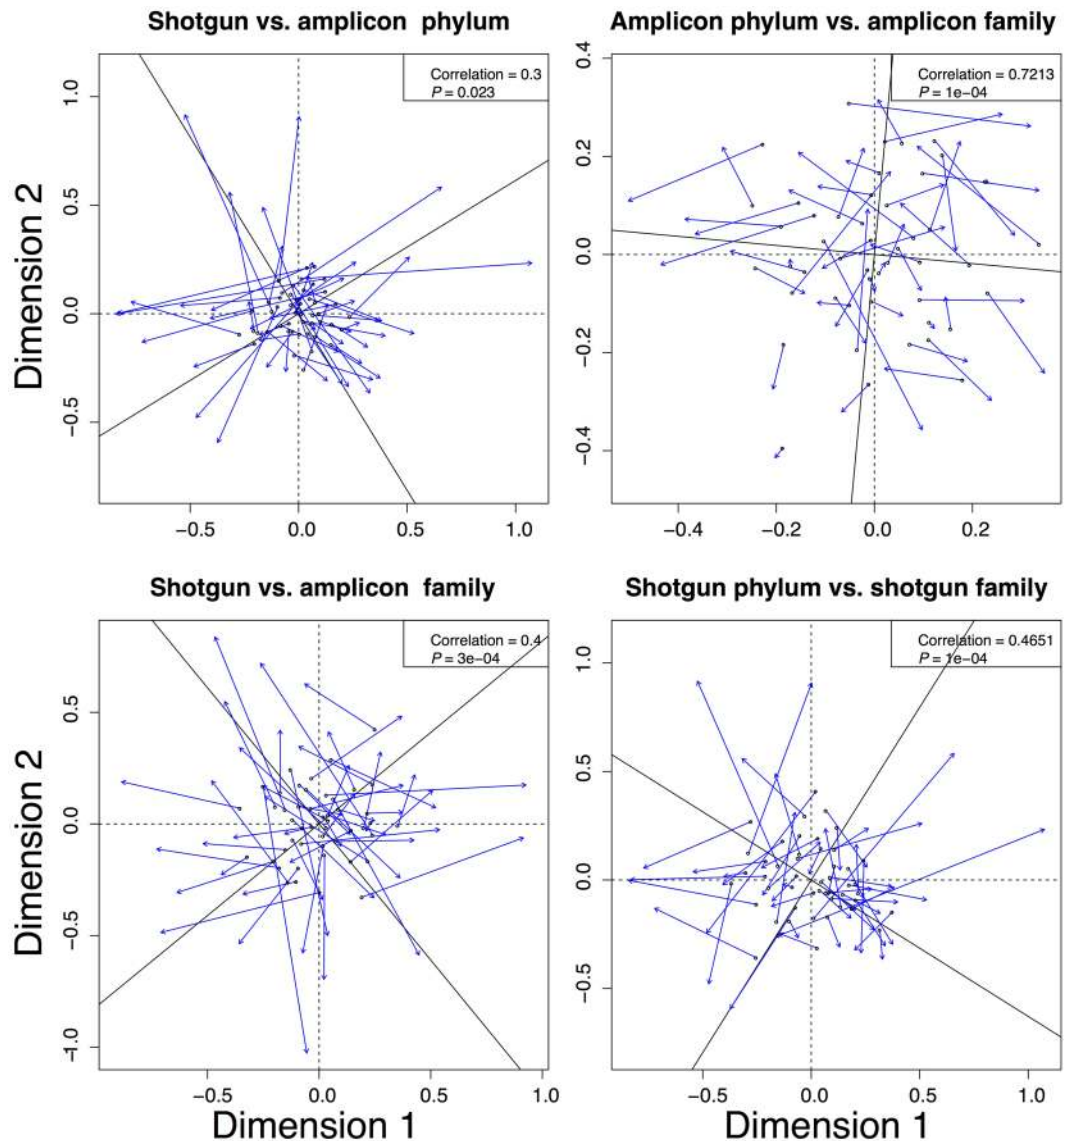 Shotgun vs. amplicon phylum
Correlation = 0.3
P = 0.023
1.0
0.5
0.0
−0.5
Dimension 2
−0.5
0.0
0.5
1.0
Amplicon phylum vs. amplicon family
Correlation = 0.7213
P = 1e−04
0.4
0.2
0.0
−0.2
−0.4
−0.4
−0.2
0.0
0.2
Shotgun vs. amplicon family
Correlation = 0.4
P = 3e−04
0.5
0.0
−0.5
−1.0
Dimension 2
−0.5
0.0
0.5
1.0
Dimension 1
Shotgun phylum vs. shotgun family
Correlation = 0.4651
P = 1e−04
1.0
0.5
0.0
−0.5
−0.5
0.0
0.5
1.0
Dimension 1